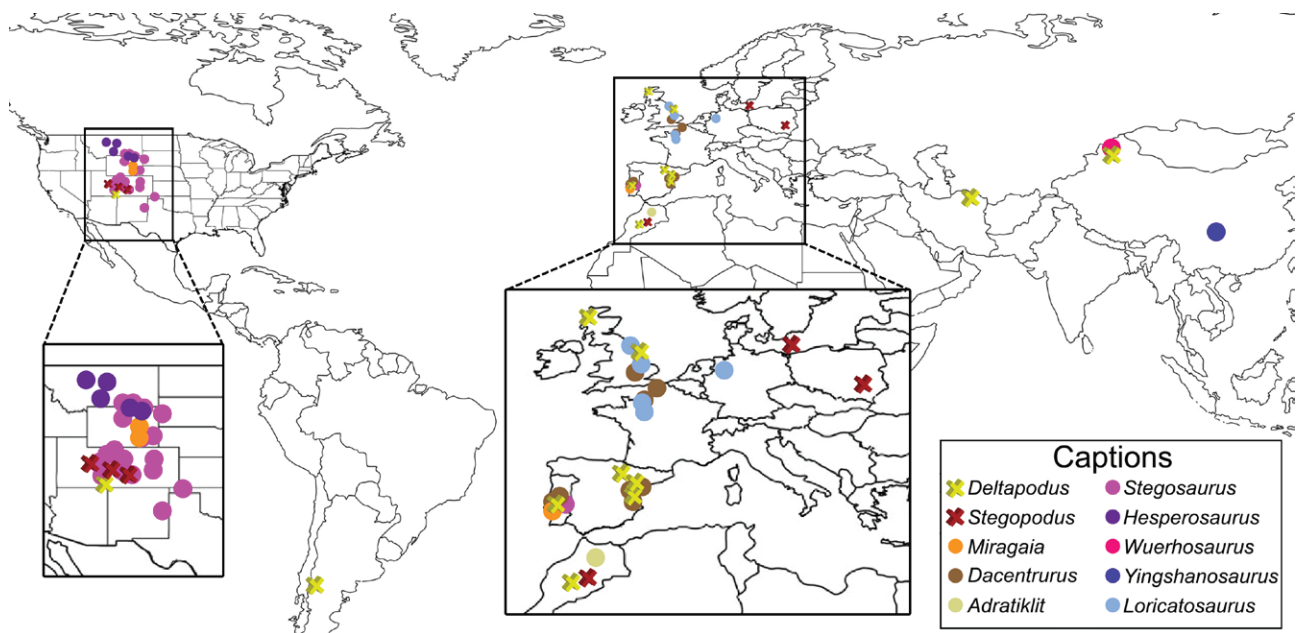 Captions
Deltapodus
Stegopodus
Miragaia
Dacentrurus
Adratiklit
Stegosaurus
Hesperosaurus
Wuerhosaurus
Yingshanosaurus
Loricatosaurus